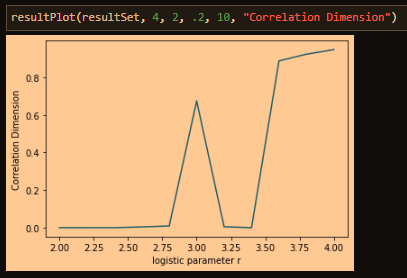 resultPlot(resultSet, 4, 2, .2, 10, "Correlation Dimension")
0.8
0.6
0.4
0.2
0.0
Correlation Dimension
2.00 2.25 2.50 2.75 3.00 3.25 3.50 3.75 4.00
logistic parameter r